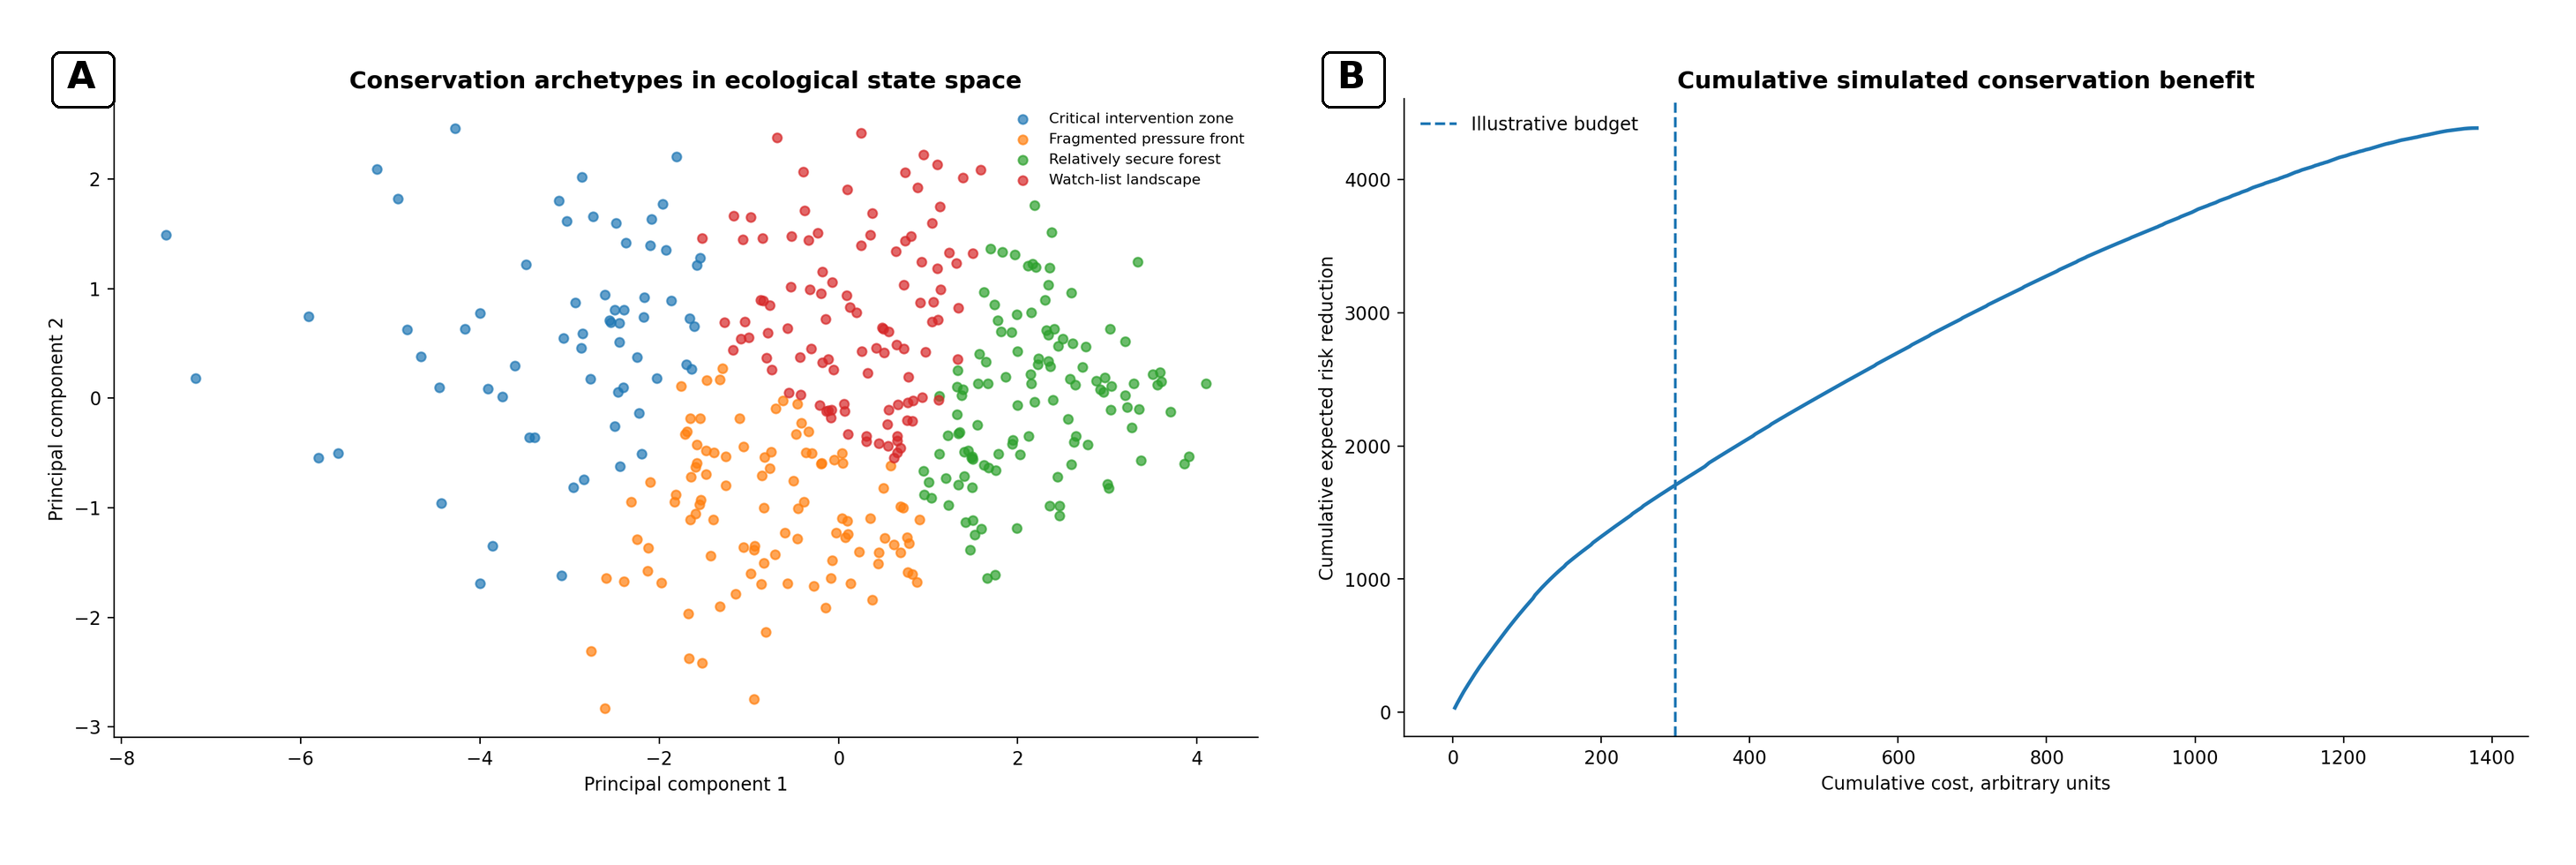 A
Conservation archetypes in ecological state space
Critical intervention zone
Fragmented pressure front
Relatively secure forest
Watch-list landscape
Principal component 2
2
1
0
−1
−2
−3
−8 −6 −4 −2 0 2 4
Principal component 1
B
Cumulative simulated conservation benefit
Illustrative budget
Cumulative expected risk reduction
4000
3000
2000
1000
0
0 200 400 600 800 1000 1200 1400
Cumulative cost, arbitrary units